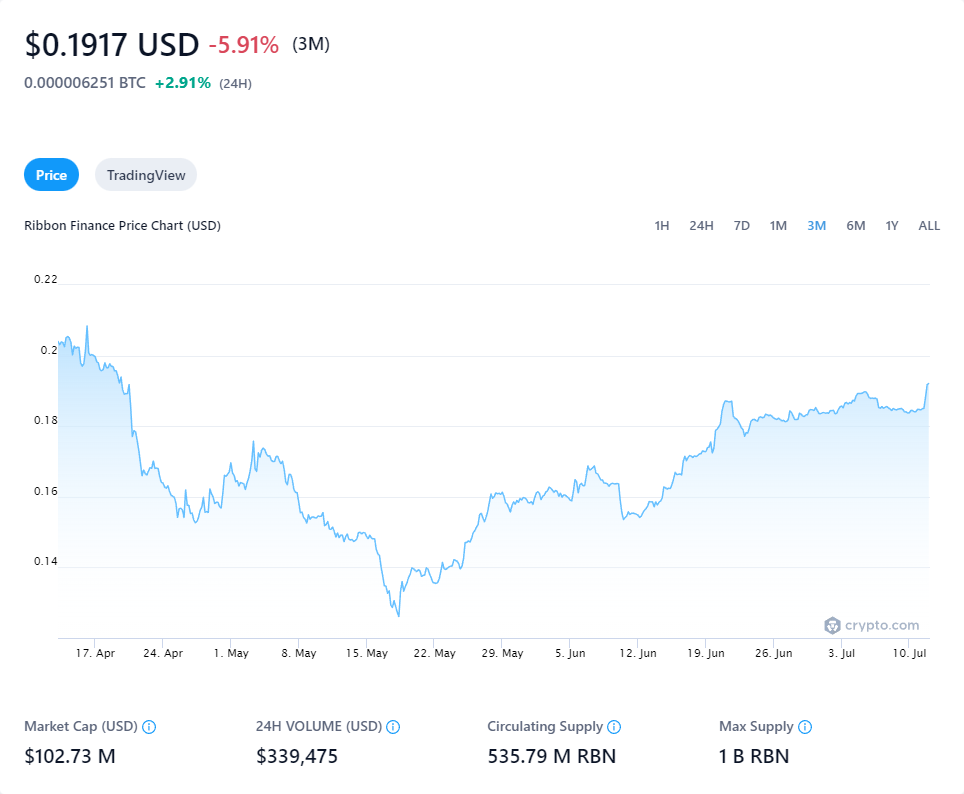 $0.1917 USD -5.91% (3M)
0.000006251 BTC +2.91% (24H)
Price TradingView
Ribbon Finance Price Chart (USD) 1H 24H 7D 1M 3M 6M 1Y ALL
0.22
0.2
0.18
0.16
0.14
crypto.com
17. Apr 24. Apr 1. May 8. May 15. May 22. May 29. May 5. Jun 12. Jun 19. Jun 26. Jun 3. Jul 10. Jul
Market Cap (USD) 24H VOLUME (USD) Circulating Supply Max Supply
$102.73 M $339,475 535.79 M RBN 1 B RBN